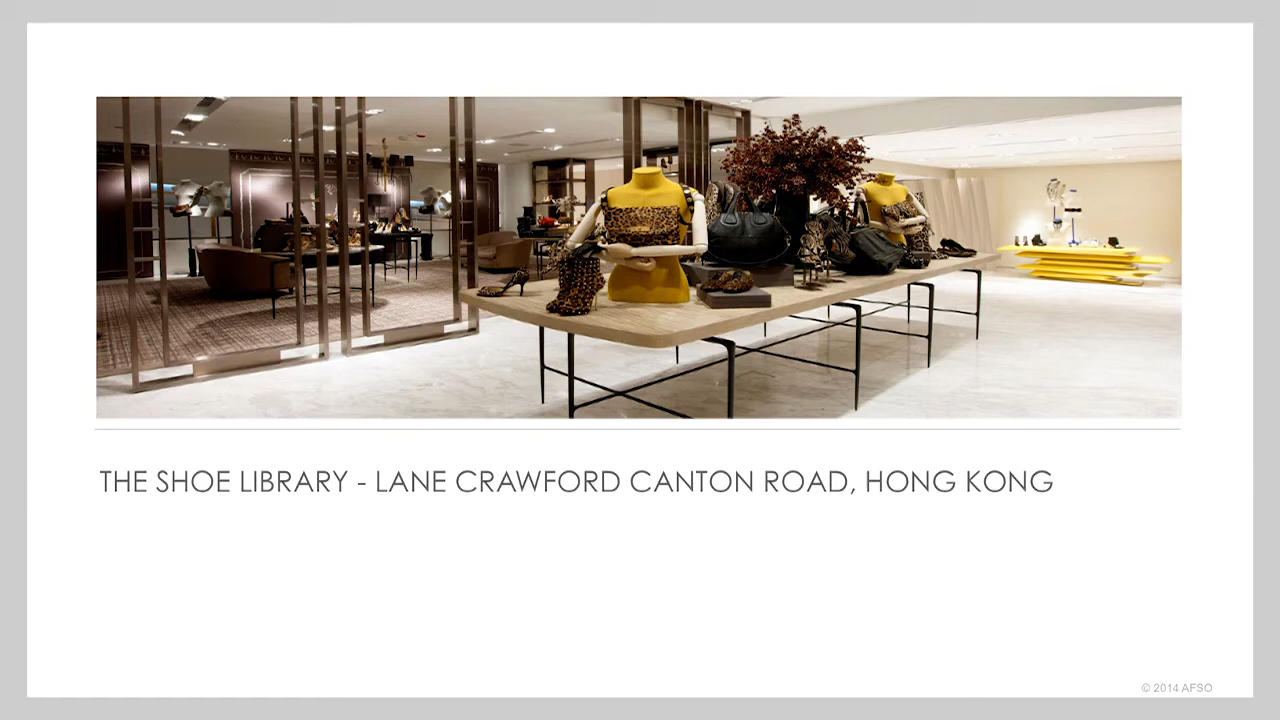 THE SHOE LIBRARY - LANE CRAWFORD CANTON ROAD, HONG KONG
© 2014 AFSO